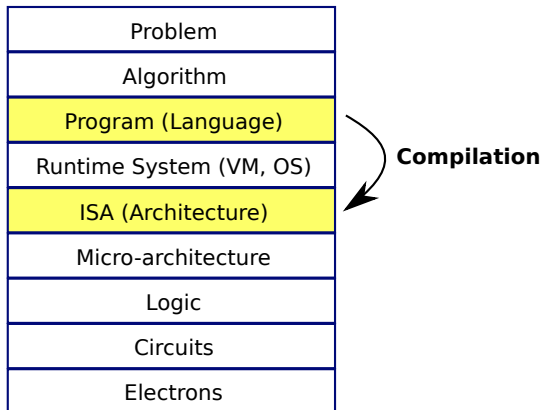 Problem
Algorithm
Program (Language)
Runtime System (VM, OS)
Compilation
ISA (Architecture)
Micro-architecture
Logic
Circuits
Electrons